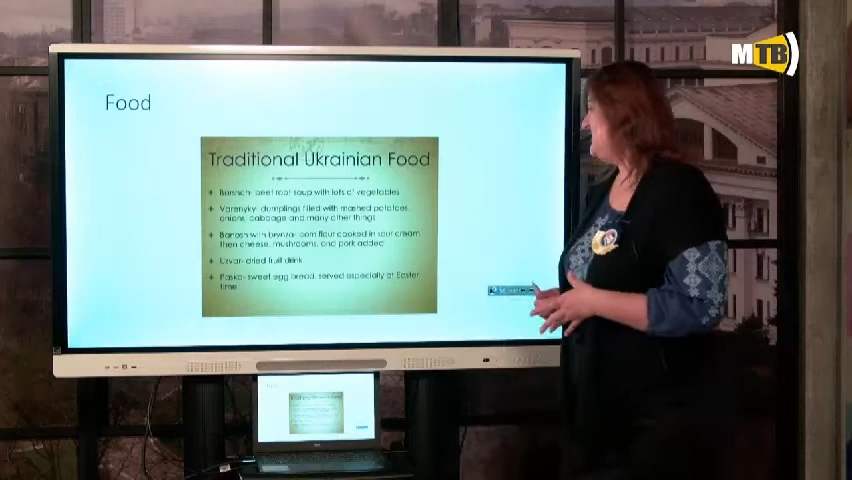 MTB
Food
Traditional Ukrainian Food
Borshch- beet root soup with lots of vegetables
Varenyky- dumplings filled with mashed potatoes,
onions, cabbage and many other things
Banosh with brynza- corn flour cooked in sour cream
then cheese, mushrooms, and pork added
Uzvar- dried fruit drink
Paska- sweet egg bread, served especially at Easter
time